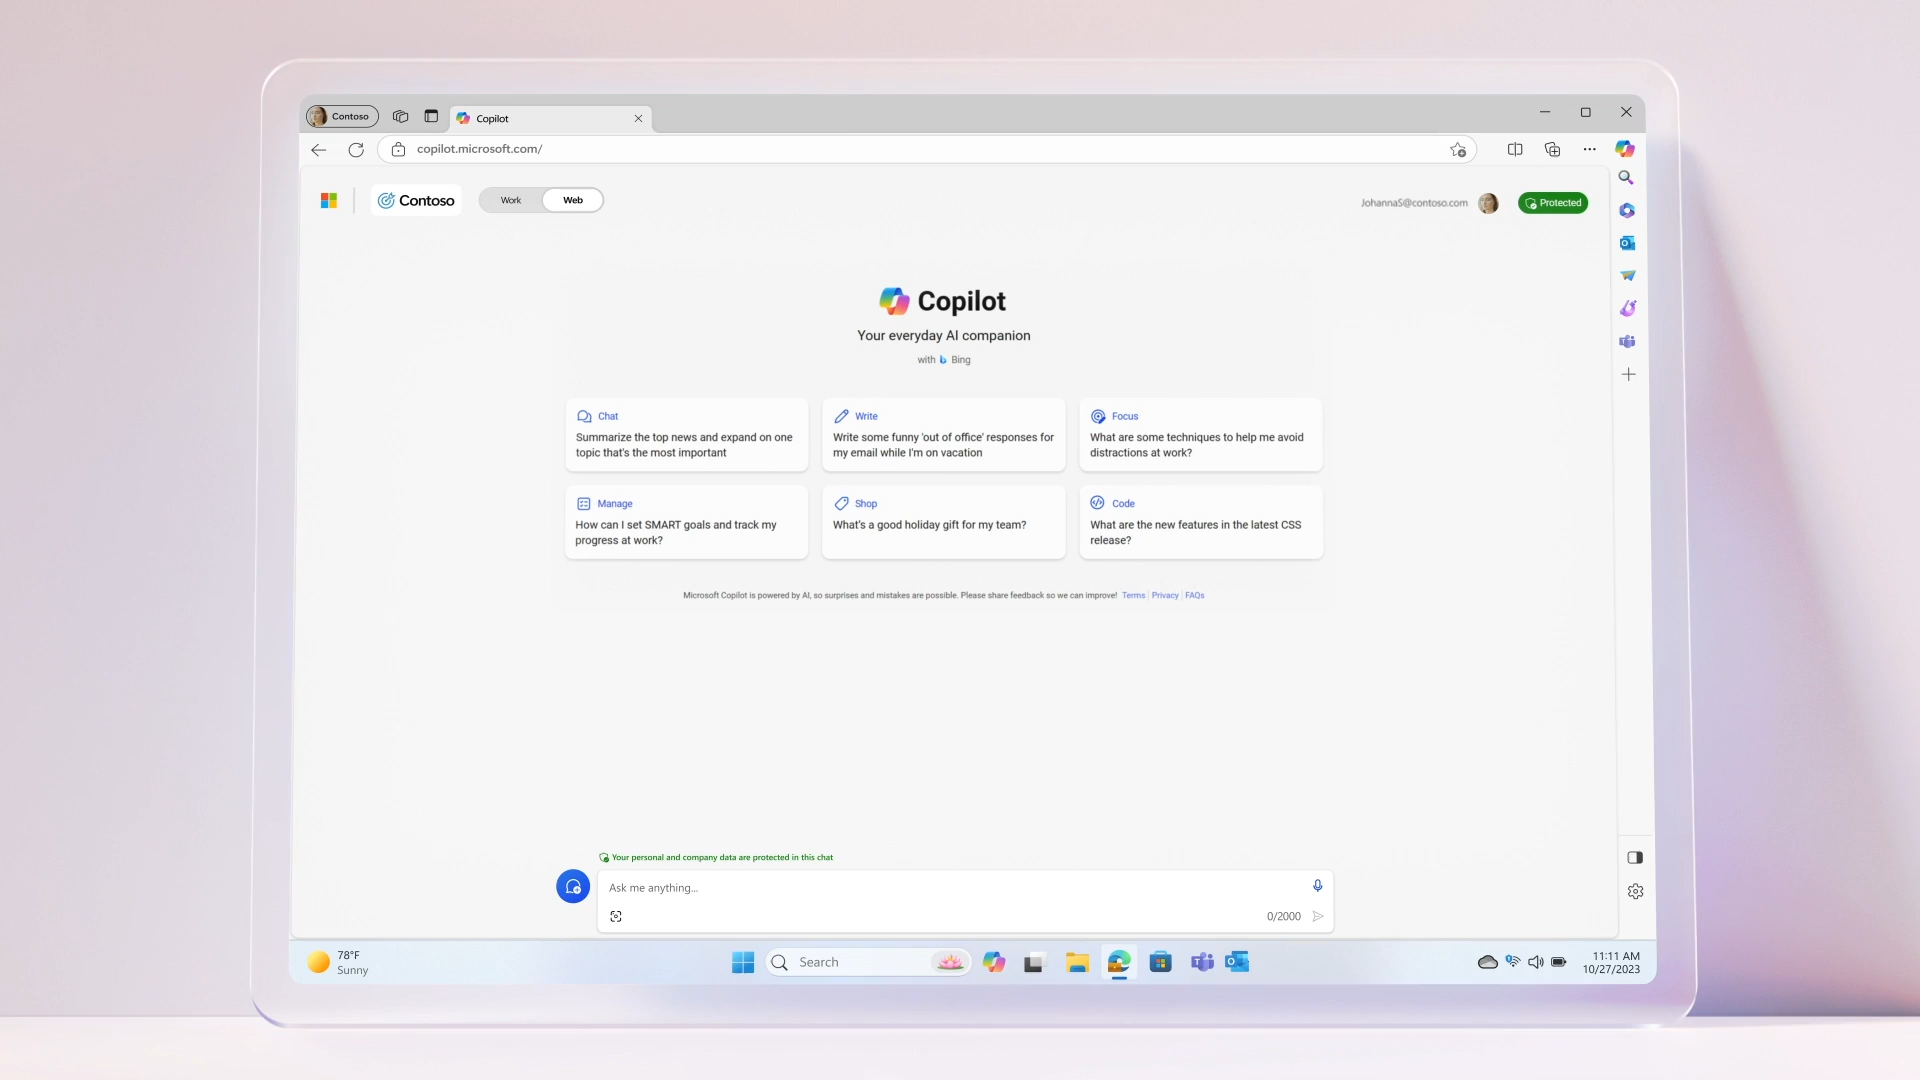 Contoso
Copilot
copilot.microsoft.com/
Contoso
Work
Web
JohannaS@contoso.com
Protected
Copilot
Your everyday AI companion
with Bing
Chat
Summarize the top news and expand on one
topic that's the most important
Write
Write some funny 'out of office' responses for
my email while I'm on vacation
Focus
What are some techniques to help me avoid
distractions at work?
Manage
How can I set SMART goals and track my
progress at work?
Shop
What's a good holiday gift for my team?
Code
What are the new features in the latest CSS
release?
Microsoft Copilot is powered by AI, so surprises and mistakes are possible. Please share feedback so we can improve! Terms | Privacy | FAQs
Your personal and company data are protected in this chat
Ask me anything...
0/2000
78°F
Sunny
Search
11:11 AM
10/27/2023